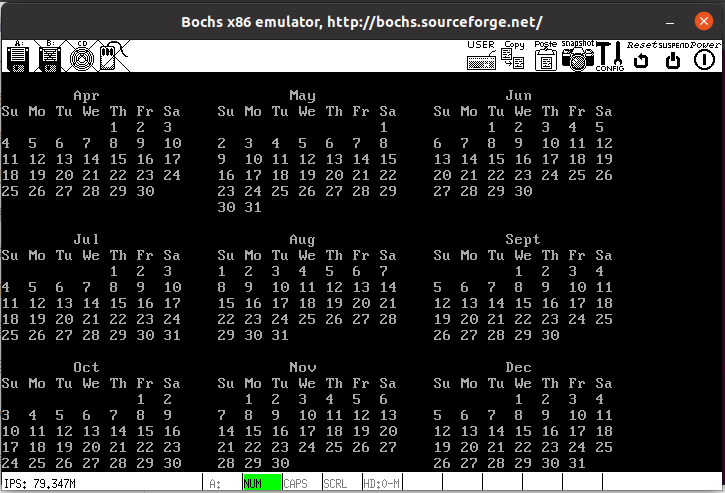 Bochs x86 emulator, http://bochs.sourceforge.net/
A: B: CD USER Copy Paste snapshot CONFIG Reset SUSPEND Power
Apr May Jun
Su Mo Tu We Th Fr Sa Su Mo Tu We Th Fr Sa Su Mo Tu We Th Fr Sa
1 2 3 1 1 2 3 4 5
4 5 6 7 8 9 10 2 3 4 5 6 7 8 6 7 8 9 10 11 12
11 12 13 14 15 16 17 9 10 11 12 13 14 15 13 14 15 16 17 18 19
18 19 20 21 22 23 24 16 17 18 19 20 21 22 20 21 22 23 24 25 26
25 26 27 28 29 30 23 24 25 26 27 28 29 27 28 29 30
30 31
Jul Aug Sept
Su Mo Tu We Th Fr Sa Su Mo Tu We Th Fr Sa Su Mo Tu We Th Fr Sa
1 2 3 1 2 3 4 5 6 7 1 2 3 4
4 5 6 7 8 9 10 8 9 10 11 12 13 14 5 6 7 8 9 10 11
11 12 13 14 15 16 17 15 16 17 18 19 20 21 12 13 14 15 16 17 18
18 19 20 21 22 23 24 22 23 24 25 26 27 28 19 20 21 22 23 24 25
25 26 27 28 29 30 31 29 30 31 26 27 28 29 30
Oct Nov Dec
Su Mo Tu We Th Fr Sa Su Mo Tu We Th Fr Sa Su Mo Tu We Th Fr Sa
1 2 1 2 3 4 5 6 1 2 3 4
3 4 5 6 7 8 9 7 8 9 10 11 12 13 5 6 7 8 9 10 11
10 11 12 13 14 15 16 14 15 16 17 18 19 20 12 13 14 15 16 17 18
17 18 19 20 21 22 23 21 22 23 24 25 26 27 19 20 21 22 23 24 25
24 25 26 27 28 29 30 28 29 30 26 27 28 29 30 31
IPS: 79.347M A: NUM CAPS SCRL HD:0-M